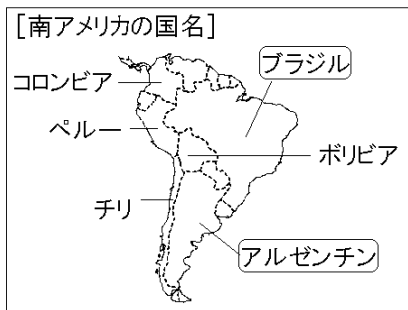 [南アメリカの国名]
ブラジル
コロンビア
ペルー
ボリビア
チリ
アルゼンチン